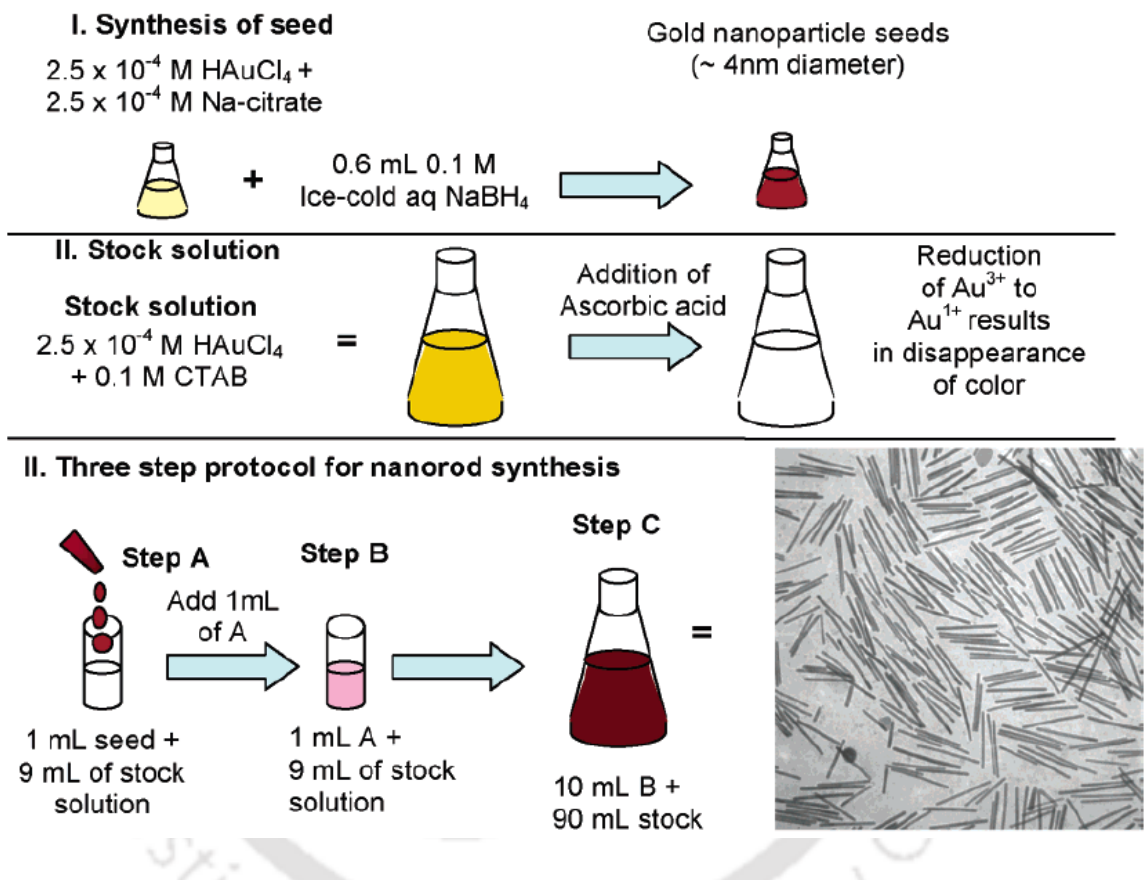 I. Synthesis of seed
2.5 x 10⁻⁴ M HAuCl₄ +
2.5 x 10⁻⁴ M Na-citrate
+
0.6 mL 0.1 M
Ice-cold aq NaBH₄
Gold nanoparticle seeds
(~ 4nm diameter)
II. Stock solution
Stock solution
2.5 x 10⁻⁴ M HAuCl₄
+ 0.1 M CTAB
=
Addition of
Ascorbic acid
Reduction
of Au³⁺ to
Au¹⁺ results
in disappearance
of color
II. Three step protocol for nanorod synthesis
Step A
1 mL seed +
9 mL of stock
solution
Add 1mL
of A
Step B
1 mL A +
9 mL of stock
solution
Step C
10 mL B +
90 mL stock
=